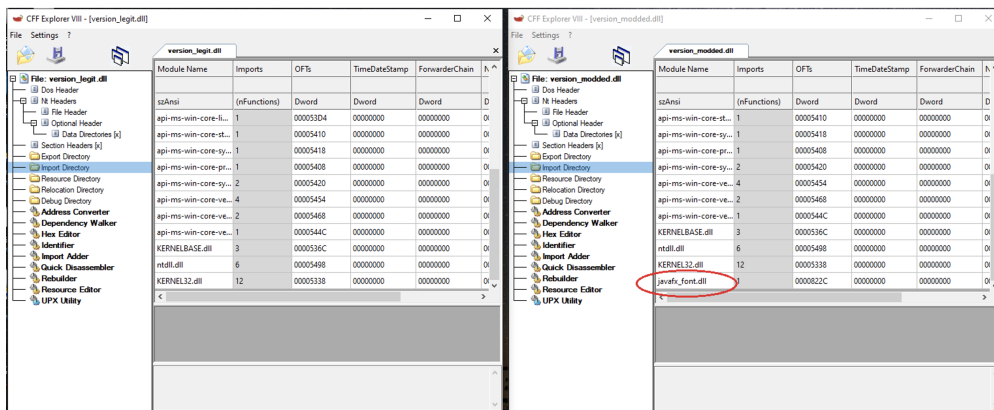 CFF Explorer VIII - [version_legit.dll]
File Settings ?
version_legit.dll
File: version_legit.dll
Dos Header
Nt Headers
File Header
Optional Header
Data Directories [x]
Section Headers [x]
Export Directory
Import Directory
Resource Directory
Relocation Directory
Debug Directory
Address Converter
Dependency Walker
Hex Editor
Identifier
Import Adder
Quick Disassembler
Rebuilder
Resource Editor
UPX Utility
Module Name Imports OFTs TimeDateStamp ForwarderChain
szAnsi (nFunctions) Dword Dword Dword
api-ms-win-core-li... 1 000053D4 00000000 00000000
api-ms-win-core-st... 1 00005410 00000000 00000000
api-ms-win-core-sy... 1 00005418 00000000 00000000
api-ms-win-core-pr... 1 00005408 00000000 00000000
api-ms-win-core-sy... 2 00005420 00000000 00000000
api-ms-win-core-ve... 4 00005454 00000000 00000000
api-ms-win-core-ve... 2 00005468 00000000 00000000
api-ms-win-core-ve... 1 0000544C 00000000 00000000
KERNELBASE.dll 3 0000536C 00000000 00000000
ntdll.dll 6 00005498 00000000 00000000
KERNEL32.dll 12 00005338 00000000 00000000
CFF Explorer VIII - [version_modded.dll]
File Settings ?
version_modded.dll
File: version_modded.dll
Dos Header
Nt Headers
File Header
Optional Header
Data Directories [x]
Section Headers [x]
Export Directory
Import Directory
Resource Directory
Relocation Directory
Debug Directory
Address Converter
Dependency Walker
Hex Editor
Identifier
Import Adder
Quick Disassembler
Rebuilder
Resource Editor
UPX Utility
Module Name Imports OFTs TimeDateStamp ForwarderChain
szAnsi (nFunctions) Dword Dword Dword
api-ms-win-core-st... 1 00005410 00000000 00000000
api-ms-win-core-sy... 1 00005418 00000000 00000000
api-ms-win-core-pr... 1 00005408 00000000 00000000
api-ms-win-core-sy... 2 00005420 00000000 00000000
api-ms-win-core-ve... 4 00005454 00000000 00000000
api-ms-win-core-ve... 2 00005468 00000000 00000000
api-ms-win-core-ve... 1 0000544C 00000000 00000000
KERNELBASE.dll 3 0000536C 00000000 00000000
ntdll.dll 6 00005498 00000000 00000000
KERNEL32.dll 12 00005338 00000000 00000000
javafx_font.dll 0000822C 00000000 00000000